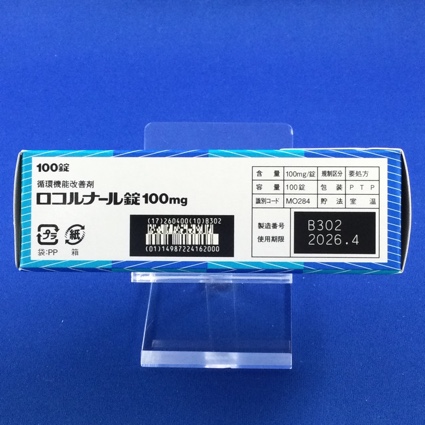 100錠
循環機能改善剤
ロコルナール錠100mg
(17)260400(10)B302
(01)14987224162000
プラ
紙
袋・PP
箱
含量 100mg/錠 規制区分 要処方
容量 100錠 包装 PTP
識別コード MO284 貯法 室温
製造番号 B302
使用期限 2026.4